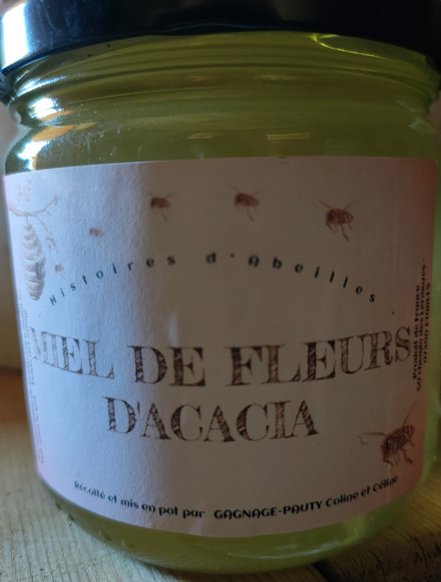 Histoires d'Abeilles
MIEL DE FLEURS
D'ACACIA
Récolté et mis en pot par GAGNAGE-PAUTY Coline et Céline
Produit de France